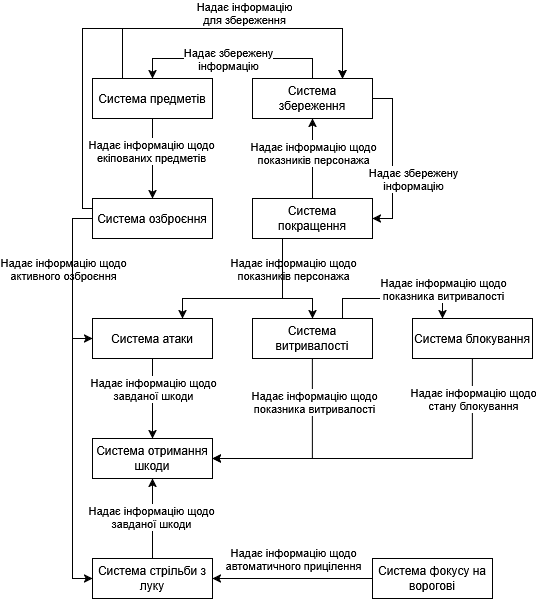 Надає інформацію
для збереження
Надає збережену
інформацію
Система предметів
Система
збереження
Надає інформацію щодо
екіпованих предметів
Надає інформацію щодо
показників персонажа
Надає збережену
інформацію
Система озброєння
Система
покращення
Надає інформацію щодо
активного озброєння
Надає інформацію щодо
показників персонажа
Надає інформацію щодо
показника витривалості
Система атаки
Система
витривалості
Система блокування
Надає інформацію щодо
завданої шкоди
Надає інформацію щодо
показника витривалості
Надає інформацію щодо
стану блокування
Система отримання
шкоди
Надає інформацію щодо
завданої шкоди
Надає інформацію щодо
автоматичного прицілення
Система стрільби з
луку
Система фокусу на
ворогові